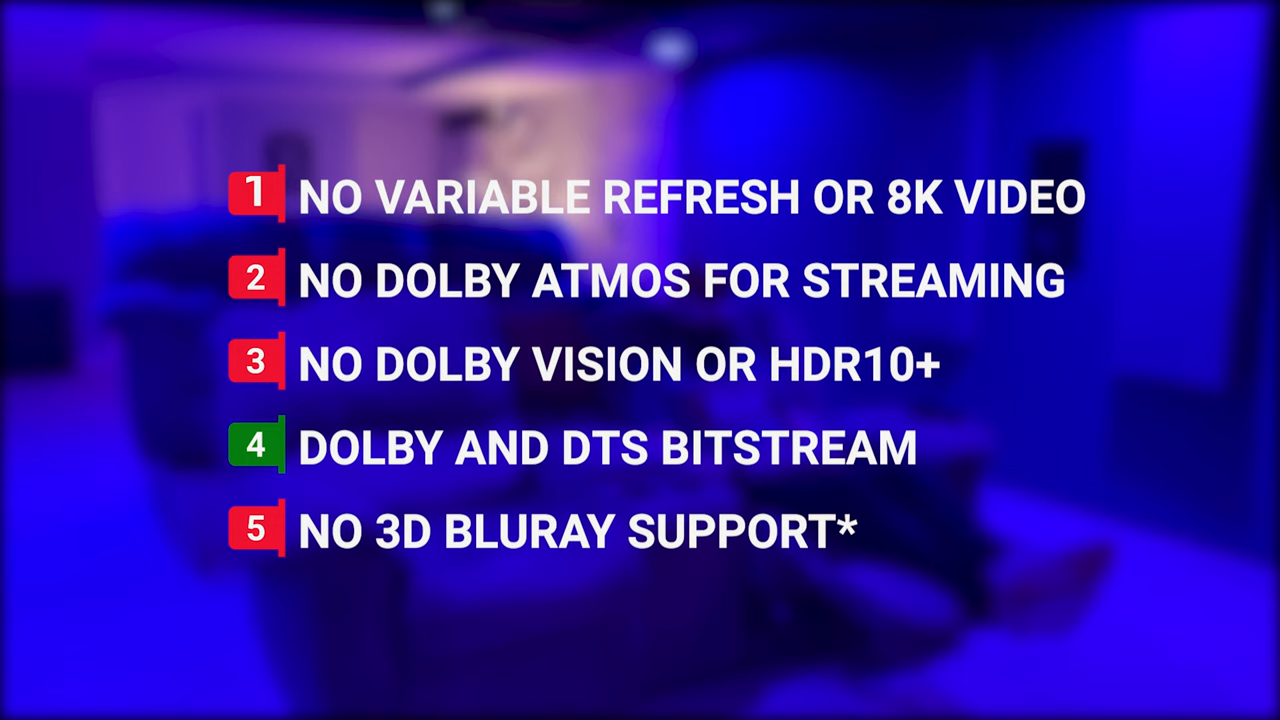 1 NO VARIABLE REFRESH OR 8K VIDEO
2 NO DOLBY ATMOS FOR STREAMING
3 NO DOLBY VISION OR HDR10+
4 DOLBY AND DTS BITSTREAM
5 NO 3D BLURAY SUPPORT*